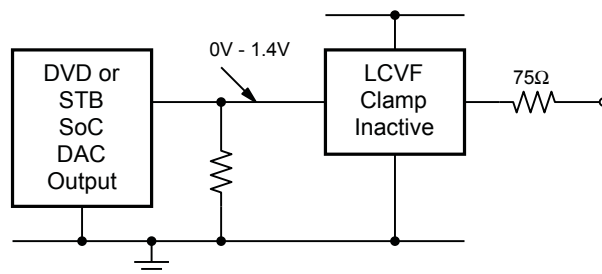 0V - 1.4V
DVD or
STB
SoC
DAC
Output
LCVF
Clamp
Inactive
75Ω